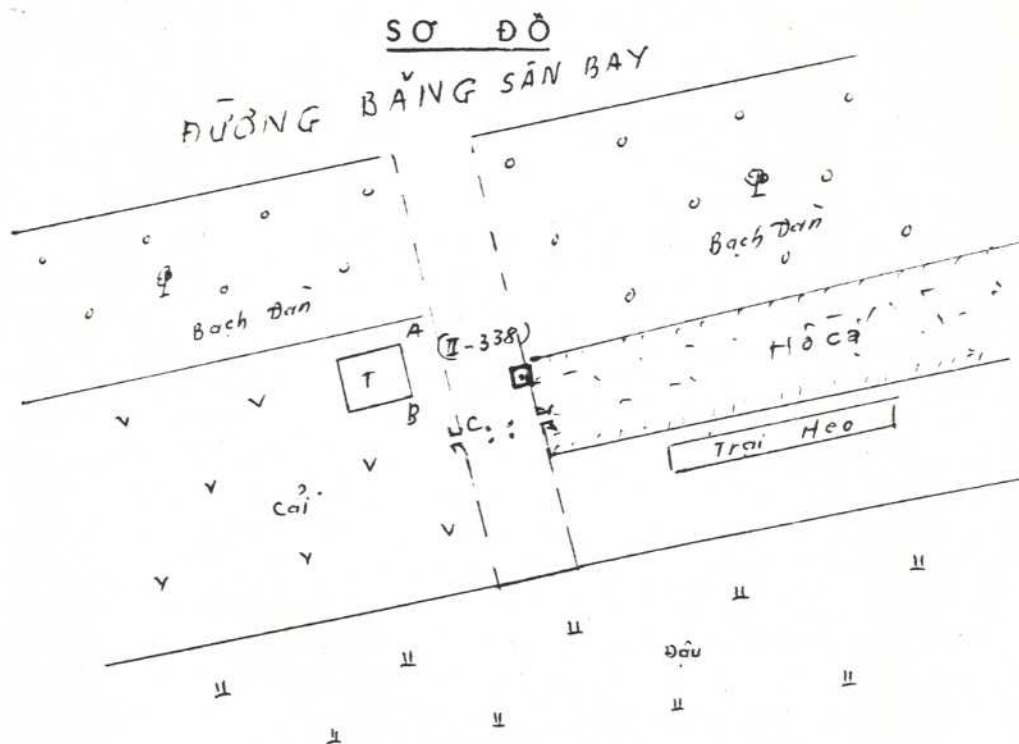 SƠ ĐỒ
ĐƯỜNG BĂNG SÂN BAY
Bạch Đàn
Bạch Đàn
A
(II-338)
Hồ cá
T
B
C
Trại Heo
Cải
Đậu